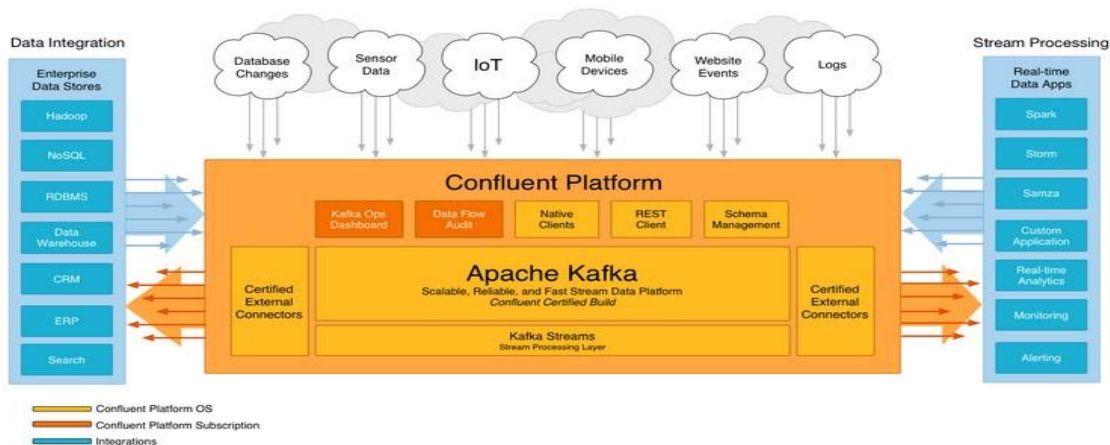 Data Integration
Enterprise
Data Stores
Hadoop
NoSQL
RDBMS
Data
Warehouse
CRM
ERP
Search
Database
Changes
Sensor
Data
IoT
Mobile
Devices
Website
Events
Logs
Confluent Platform
Kafka Ops
Dashboard
Data Flow
Audit
Native
Clients
REST
Client
Schema
Management
Certified
External
Connectors
Apache Kafka
Scalable, Reliable, and Fast Stream Data Platform
Confluent Certified Build
Kafka Streams
Stream Processing Layer
Certified
External
Connectors
Stream Processing
Real-time
Data Apps
Spark
Storm
Samza
Custom
Application
Real-time
Analytics
Monitoring
Alerting
Confluent Platform OS
Confluent Platform Subscription
Integrations